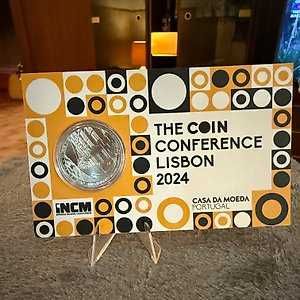 THE COIN
CONFERENCE
LISBON
2024
INCM
CASA DA MOEDA
PORTUGAL